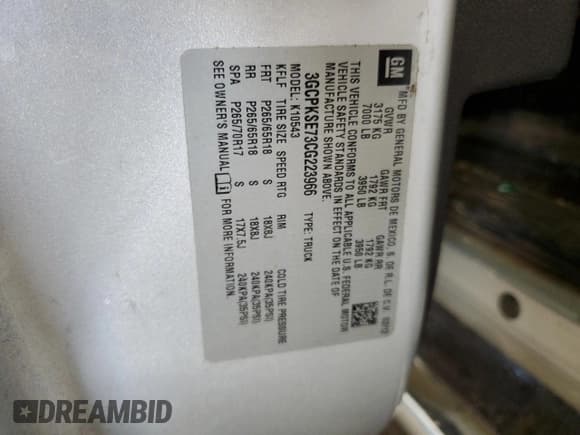 GM
MFD BY GENERAL MOTORS DE MEXICO, S. DE R.L. DE C.V.
GVWR GAWR FRT GAWR RR
3175 KG 1792 KG 1792 KG
7000 LB 3950 LB 3950 LB
THIS VEHICLE CONFORMS TO ALL APPLICABLE U.S. FEDERAL MOTOR
VEHICLE SAFETY STANDARDS IN EFFECT ON THE DATE OF
MANUFACTURE SHOWN ABOVE.
3GCPKSE73CG223966 TYPE: TRUCK
MODEL: K10543
KFLF TIRE SIZE SPEED RTG RIM COLD TIRE PRESSURE
FRT P265/65R18 S 18X8J 240KPA(35PSI)
RR P265/65R18 S 18X8J 240KPA(35PSI)
SPA P265/70R17 S 17X7.5J 240KPA(35PSI)
SEE OWNER'S MANUAL FOR MORE INFORMATION.
DREAMBID